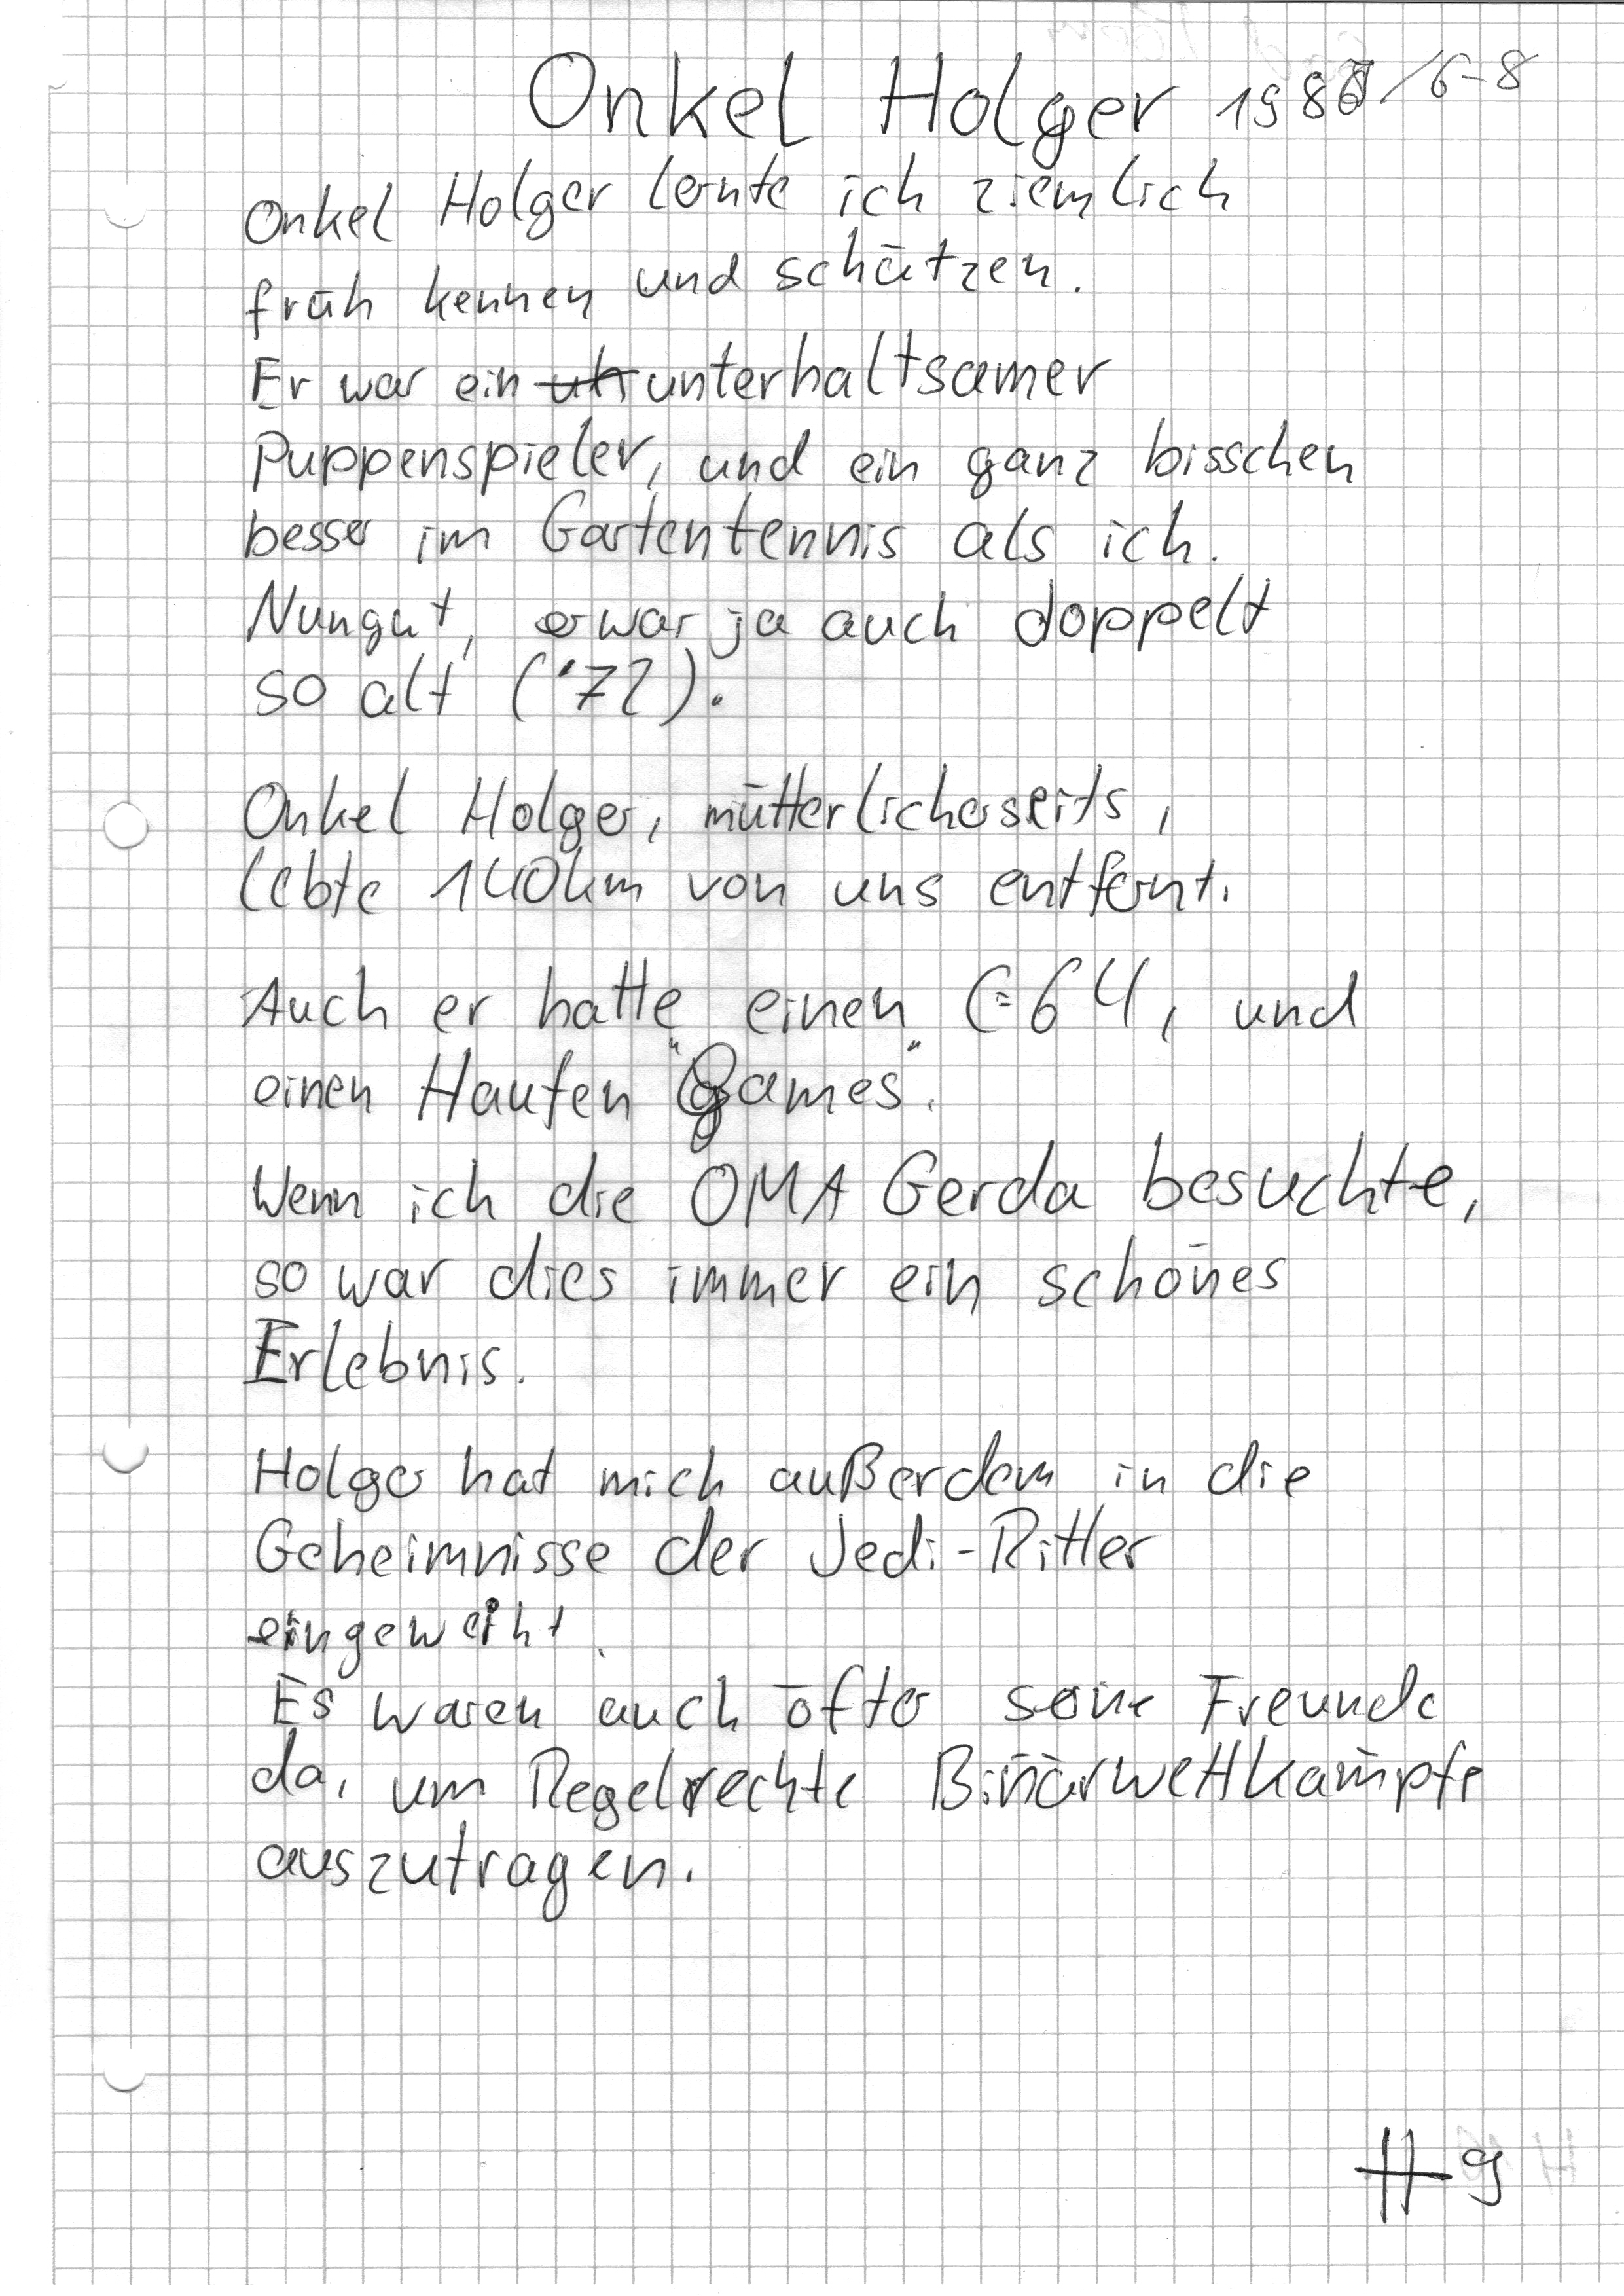 Onkel Holger 1986/6-8
Onkel Holger lernte ich ziemlich
früh kennen und schätzen.
Er war ein unterhaltsamer
Puppenspieler, und ein ganz bisschen
besser im Gartentennis als ich.
Nungut, er war ja auch doppelt
so alt ('72).
Onkel Holger, mütterlicherseits,
lebte 140km von uns entfernt.
Auch er hatte einen C=64, und
einen Haufen "Games".
Wenn ich die OMA Gerda besuchte,
so war dies immer ein schönes
Erlebnis.
Holger hat mich außerdem in die
Geheimnisse der Jedi-Ritter
eingeweiht.
Es waren auch öfter seine Freunde
da, um Regelrechte Binärwettkämpfe
auszutragen.
H9